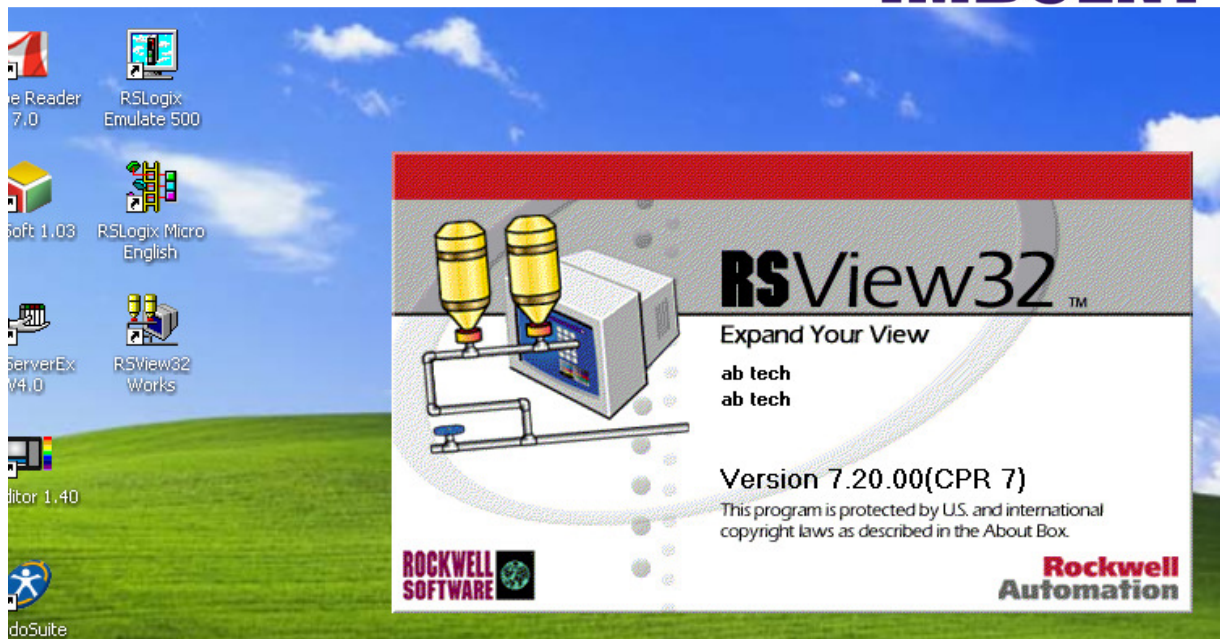 e Reader
7.0
RSLogix
Emulate 500
Soft 1.03
RSLogix Micro
English
ServerEx
V4.0
RSView32
Works
ditor 1.40
doSuite
RSView32 TM
Expand Your View
ab tech
ab tech
Version 7.20.00(CPR 7)
This program is protected by U.S. and international
copyright laws as described in the About Box.
ROCKWELL
SOFTWARE
Rockwell
Automation